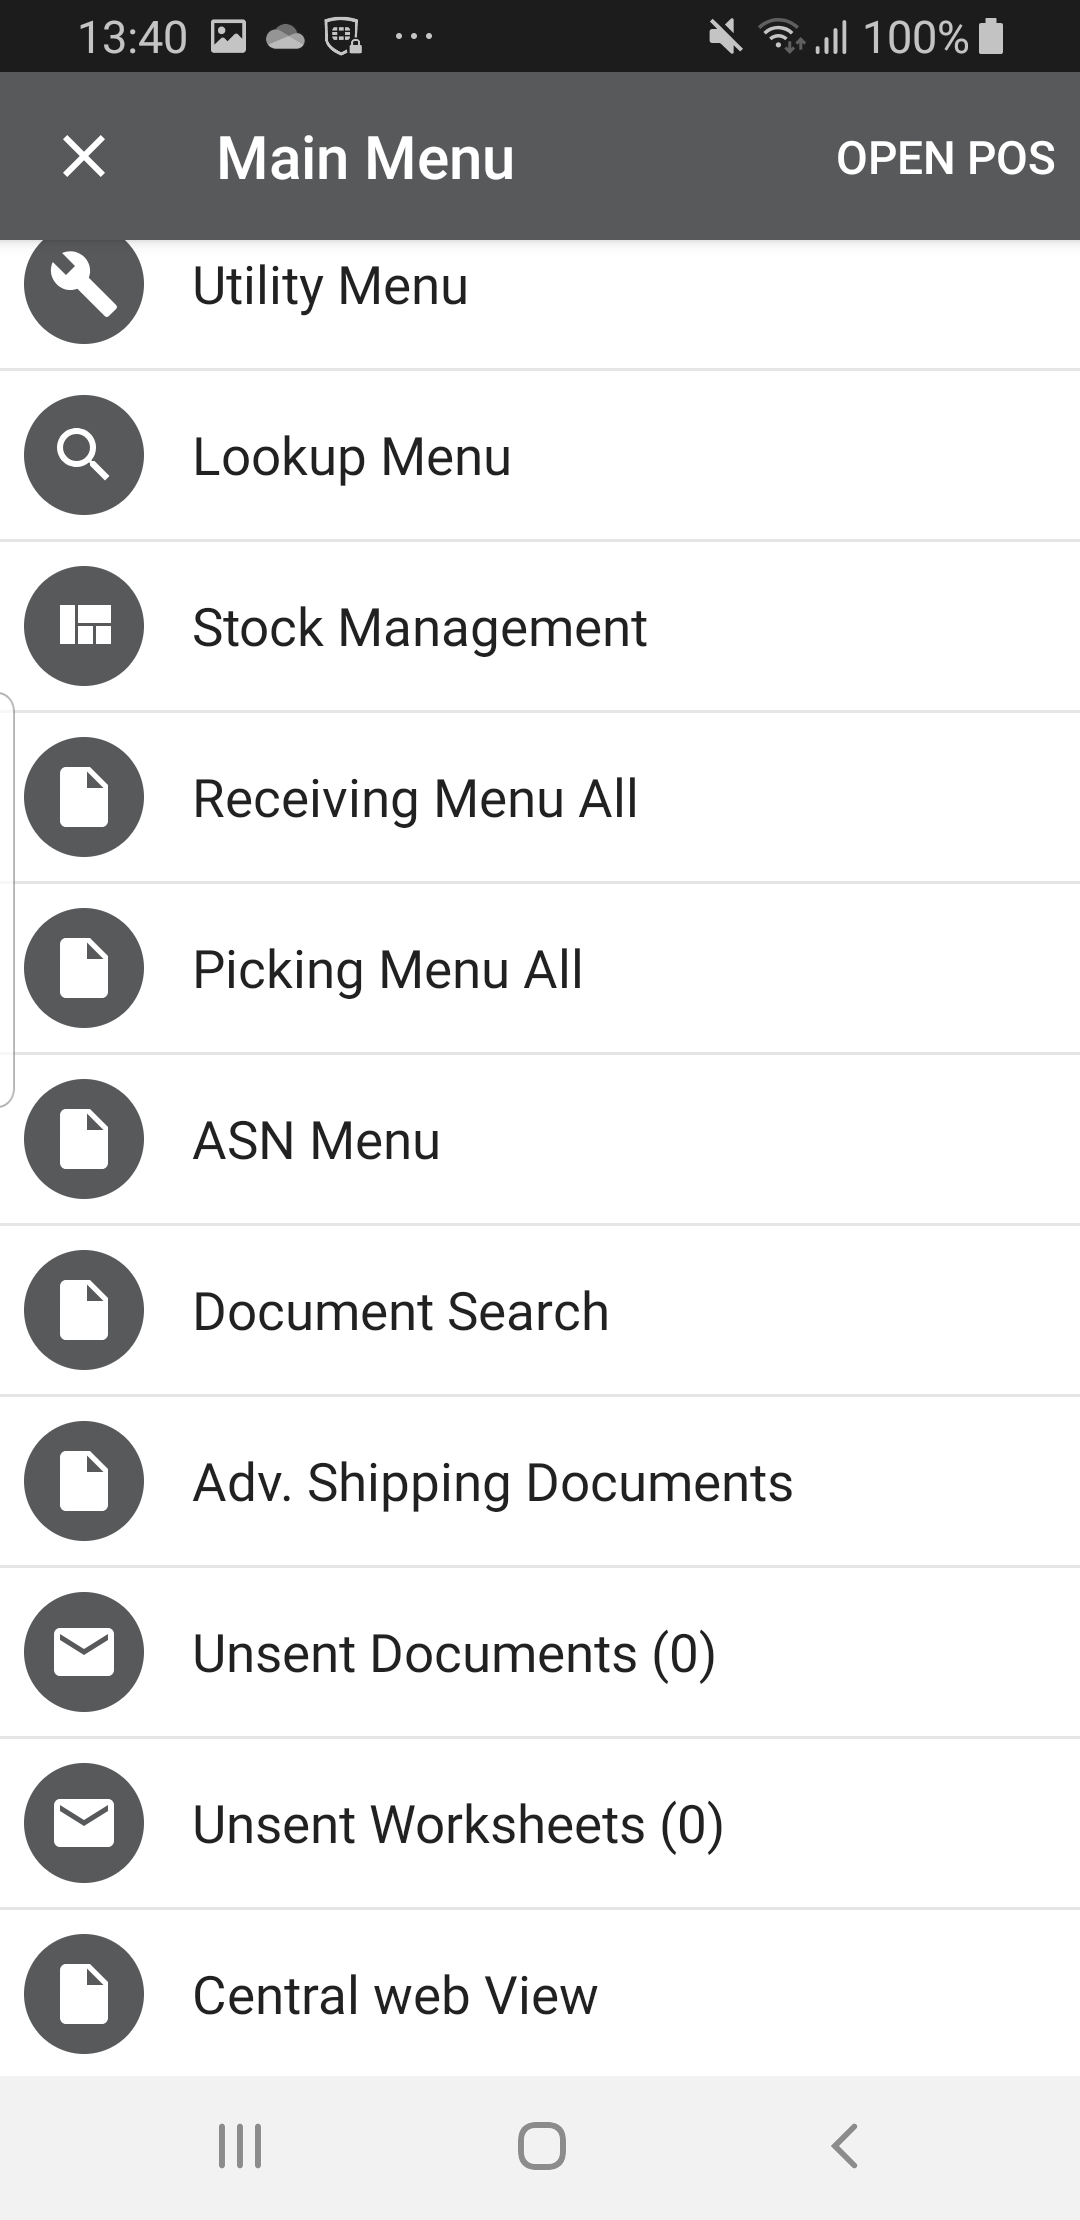 13:40 100%
Main Menu OPEN POS
Utility Menu
Lookup Menu
Stock Management
Receiving Menu All
Picking Menu All
ASN Menu
Document Search
Adv. Shipping Documents
Unsent Documents (0)
Unsent Worksheets (0)
Central web View